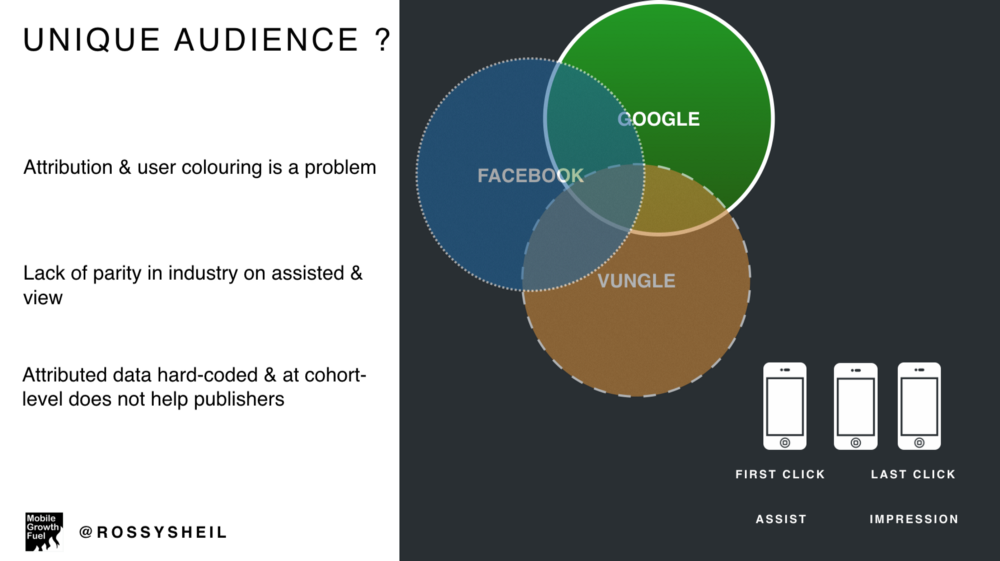 UNIQUE AUDIENCE ?
Attribution & user colouring is a problem
Lack of parity in industry on assisted &
view
Attributed data hard-coded & at cohort-
level does not help publishers
Mobile
Growth
Fuel
@ROSSYSHEIL
GOOGLE
FACEBOOK
VUNGLE
FIRST CLICK
LAST CLICK
ASSIST
IMPRESSION